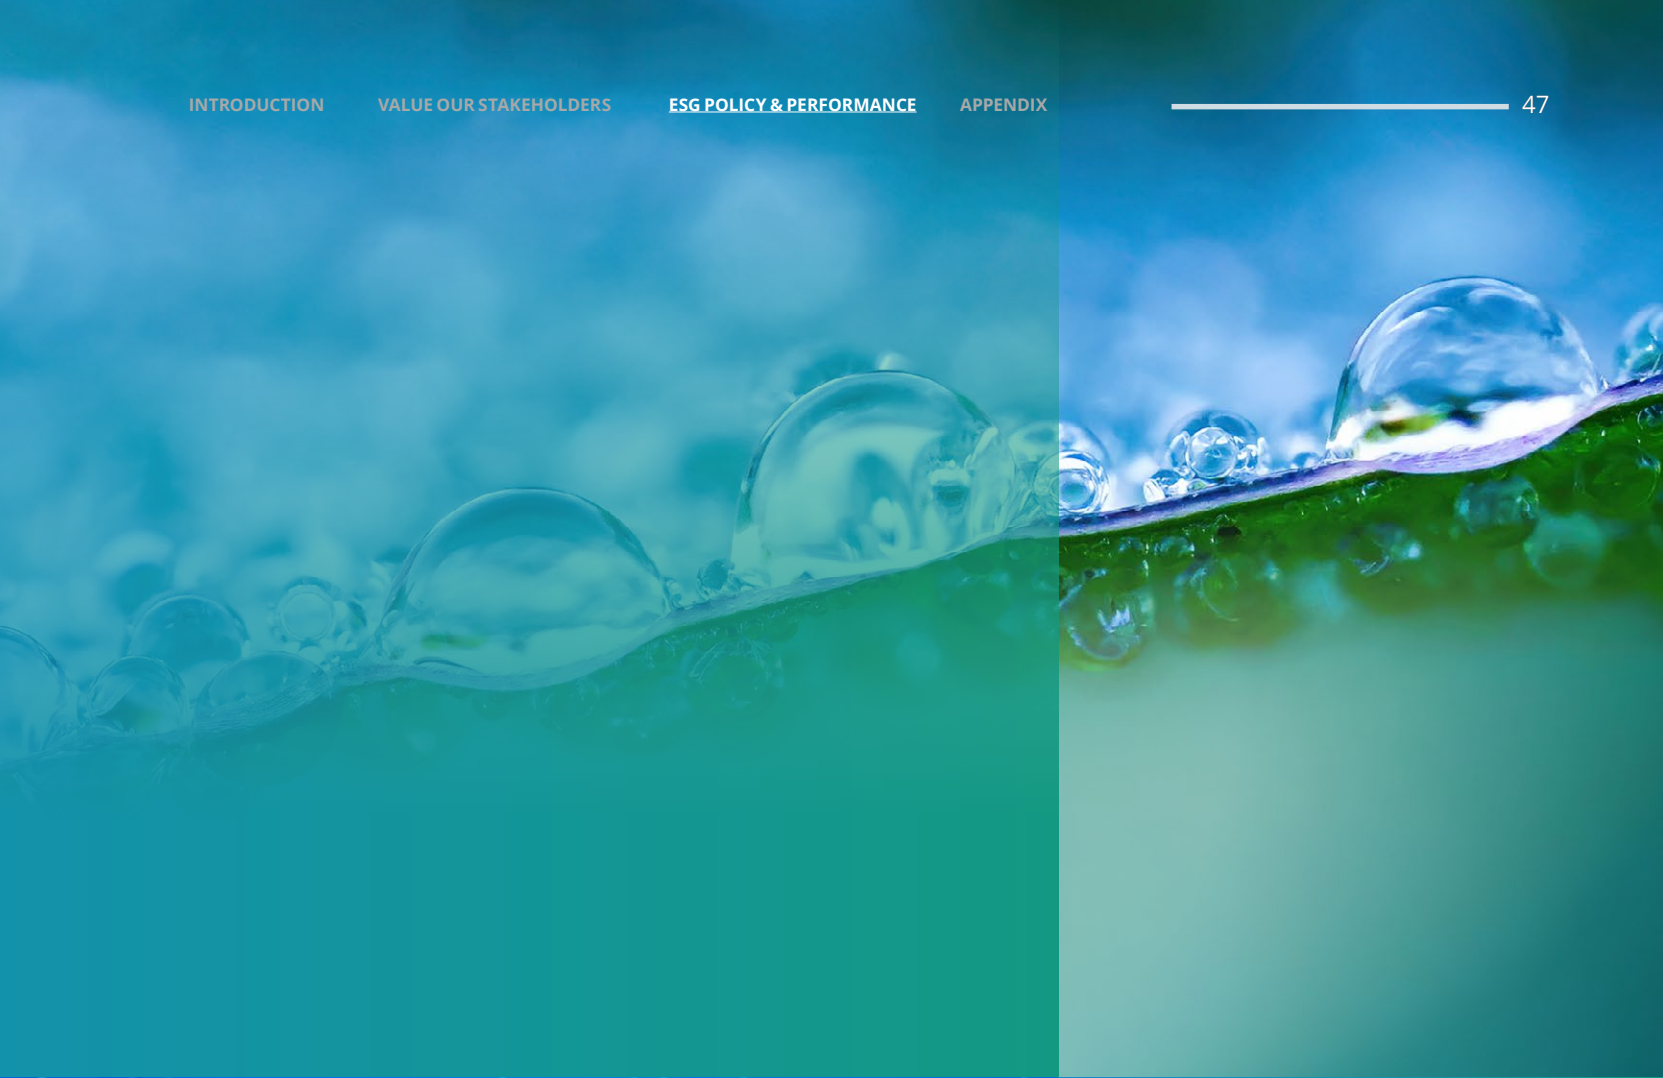 INTRODUCTION VALUE OUR STAKEHOLDERS ESG POLICY & PERFORMANCE APPENDIX 47